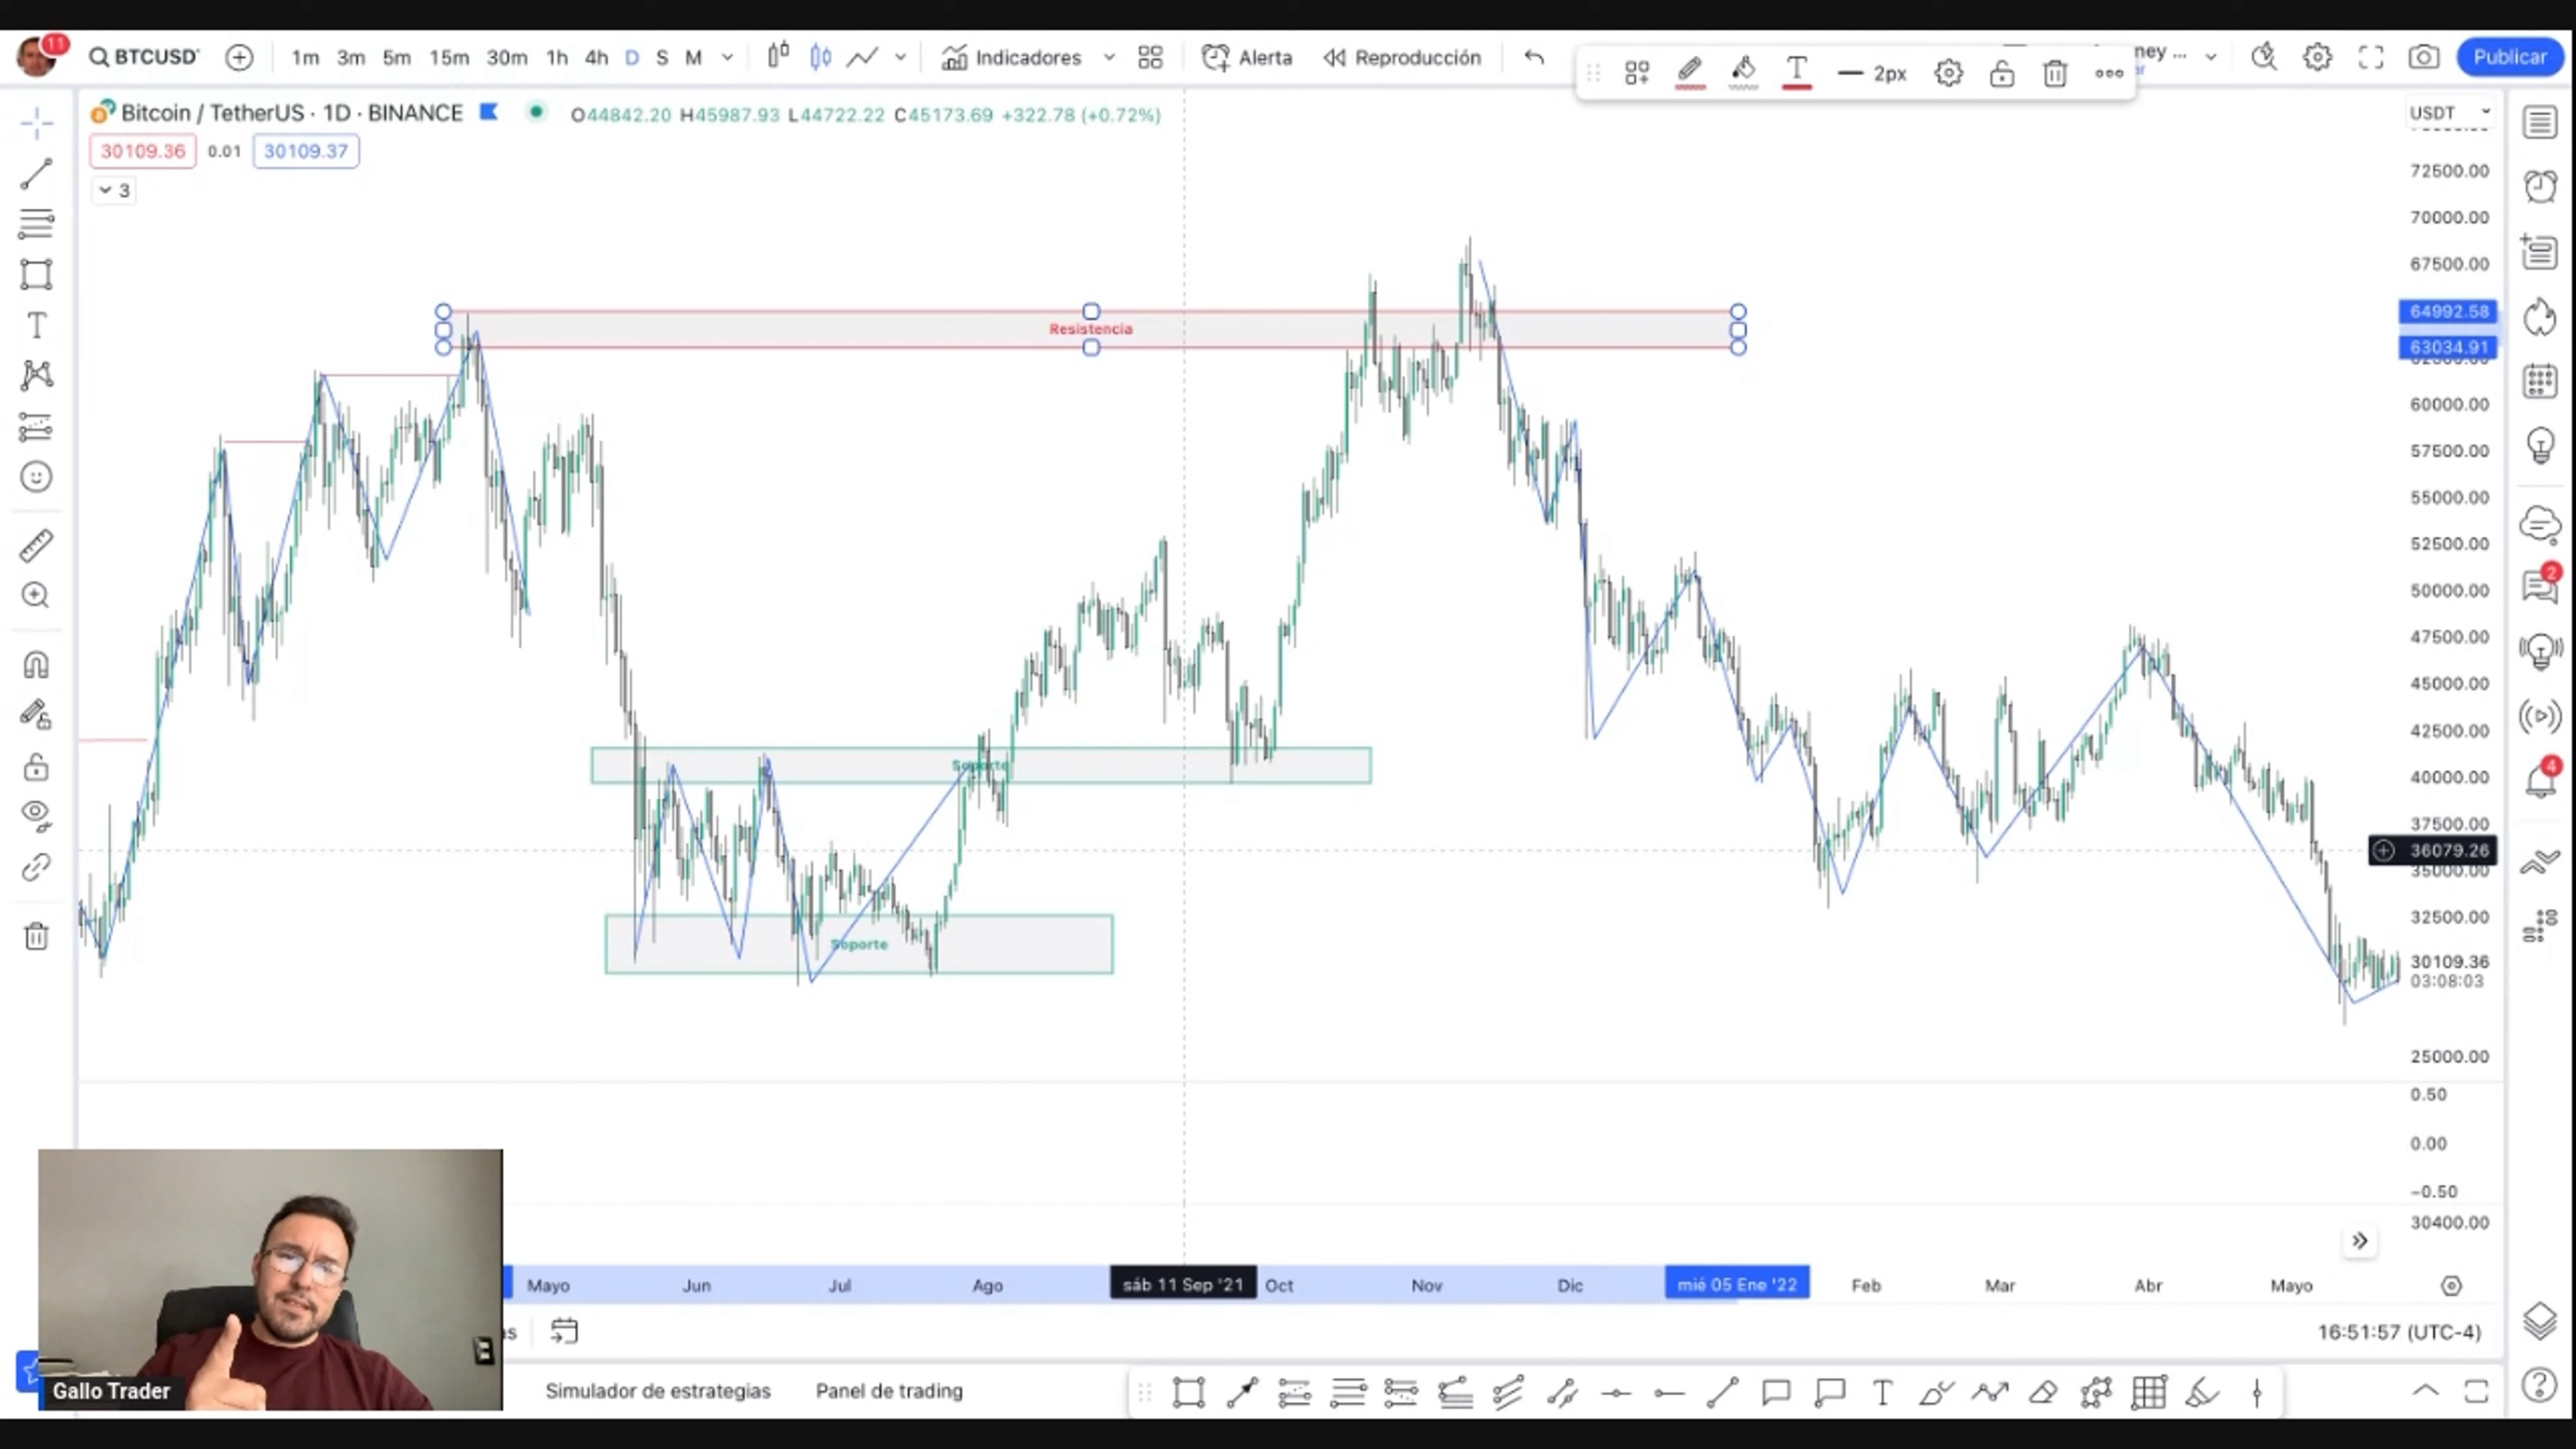 11
BTCUSD
1m 3m 5m 15m 30m 1h 4h D S M
Indicadores
Alerta
Reproducción
2px
ney ...
Publicar
Bitcoin / TetherUS · 1D · BINANCE
O44842.20 H45987.93 L44722.22 C45173.69 +322.78 (+0.72%)
USDT
30109.36 0.01 30109.37
3
72500.00
70000.00
67500.00
64992.58
Resistencia
63034.91
60000.00
57500.00
55000.00
52500.00
50000.00
2
47500.00
45000.00
42500.00
Soporte
40000.00
4
37500.00
36079.26
35000.00
32500.00
Soporte
30109.36
03:08:03
25000.00
0.50
0.00
−0.50
30400.00
Mayo Jun Jul Ago sáb 11 Sep '21 Oct Nov Dic mié 05 Ene '22 Feb Mar Abr Mayo
16:51:57 (UTC-4)
Gallo Trader
Simulador de estrategias
Panel de trading